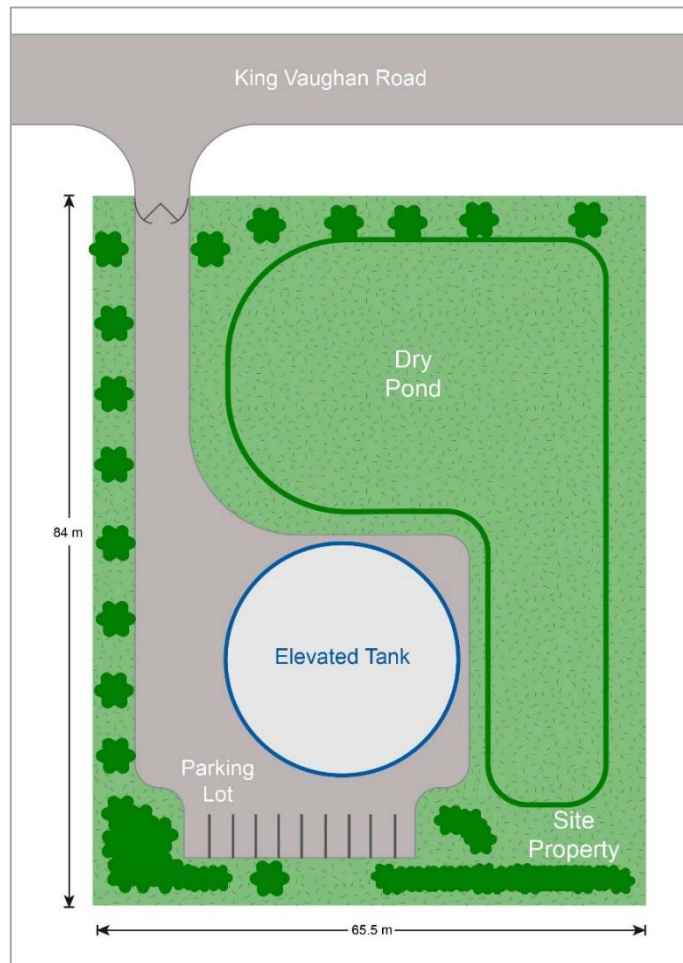 King Vaughan Road
Dry
Pond
84 m
Elevated Tank
Parking
Lot
Site
Property
65.5 m